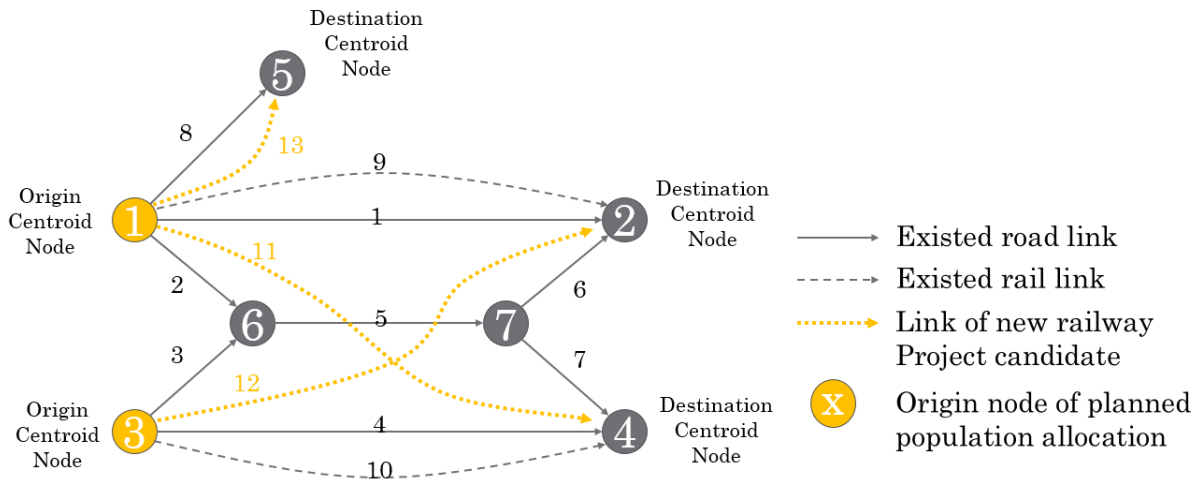 Destination
Centroid
Node
5
8
13
9
Origin
Centroid
Node
1
1
Destination
Centroid
Node
2
11
2
6
6
5
7
3
12
7
Origin
Centroid
Node
3
4
10
Destination
Centroid
Node
4
Existed road link
Existed rail link
Link of new railway
Project candidate
x
Origin node of planned
population allocation